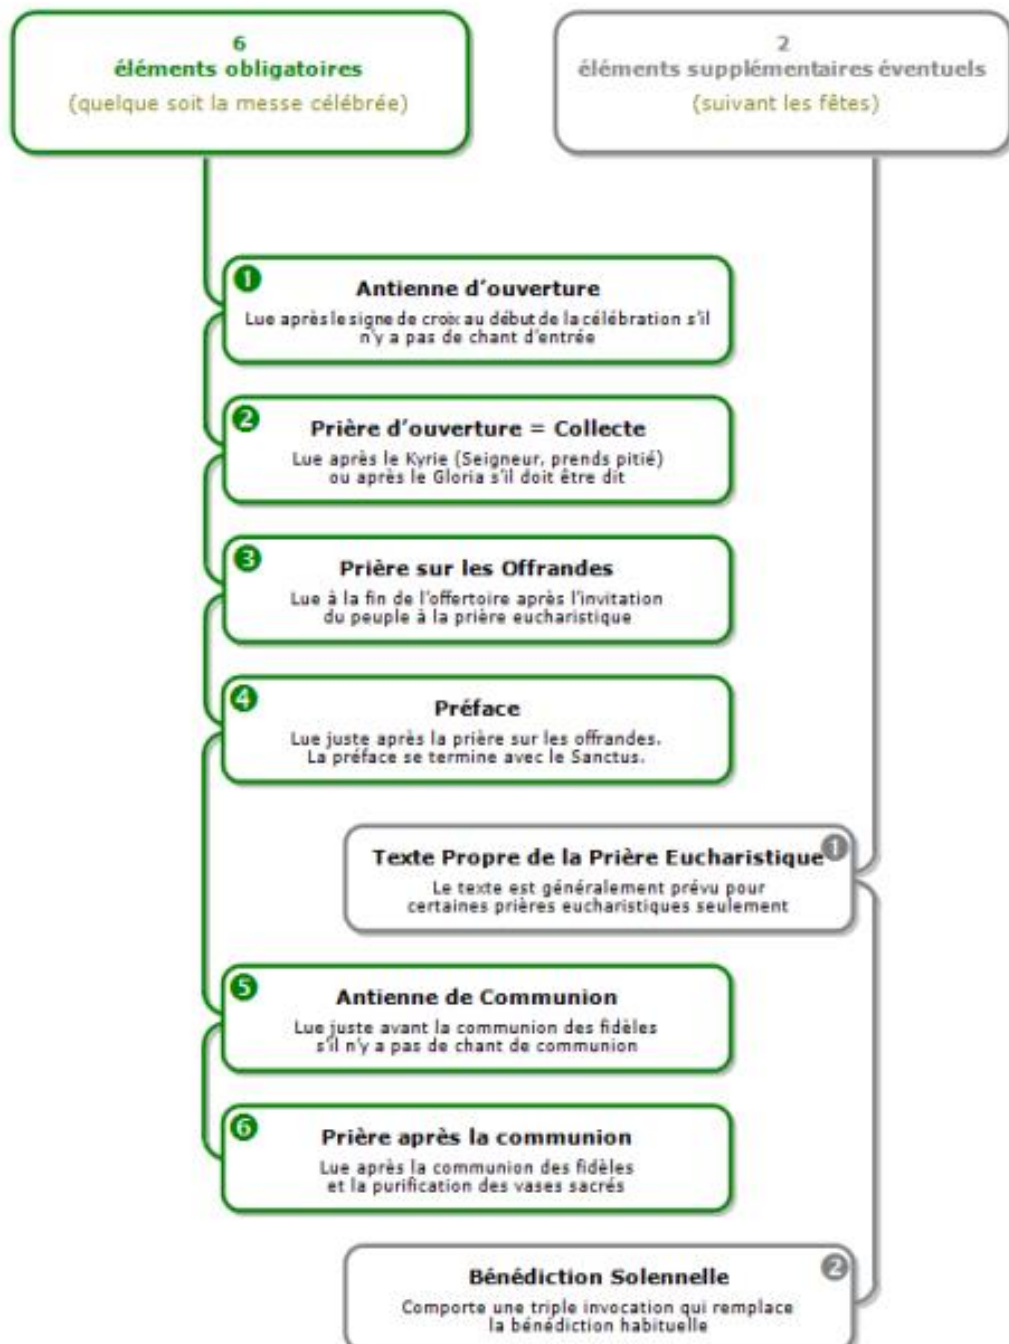 6
éléments obligatoires
(quelque soit la messe célébrée)
2
éléments supplémentaires éventuels
(suivant les fêtes)
1
Antienne d'ouverture
Lue après le signe de croix au début de la célébration s'il
n'y a pas de chant d'entrée
2
Prière d'ouverture = Collecte
Lue après le Kyrie (Seigneur, prends pitié)
ou après le Gloria s'il doit être dit
3
Prière sur les Offrandes
Lue à la fin de l'offertoire après l'invitation
du peuple à la prière eucharistique
4
Préface
Lue juste après la prière sur les offrandes.
La préface se termine avec le Sanctus.
1
Texte Propre de la Prière Eucharistique
Le texte est généralement prévu pour
certaines prières eucharistiques seulement
5
Antienne de Communion
Lue juste avant la communion des fidèles
s'il n'y a pas de chant de communion
6
Prière après la communion
Lue après la communion des fidèles
et la purification des vases sacrés
2
Bénédiction Solennelle
Comporte une triple invocation qui remplace
la bénédiction habituelle